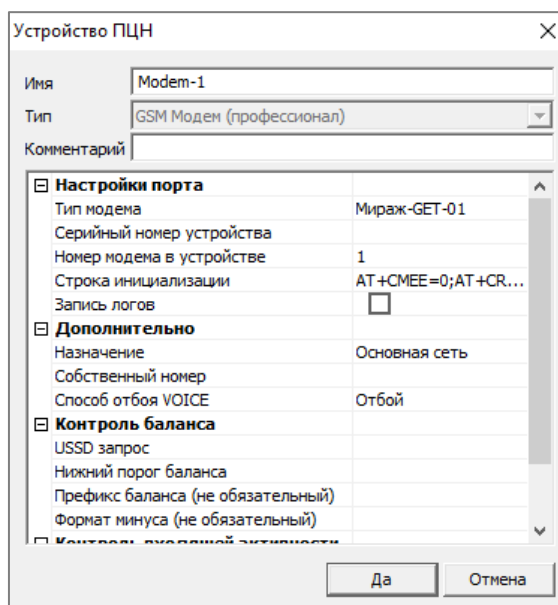 Устройство ПЦН
Имя Modem-1
Тип GSM Модем (профессионал)
Комментарий
Настройки порта
Тип модема Мираж-GET-01
Серийный номер устройства
Номер модема в устройстве 1
Строка инициализации AT+CMEE=0;AT+CR...
Запись логов
Дополнительно
Назначение Основная сеть
Собственный номер
Способ отбоя VOICE Отбой
Контроль баланса
USSD запрос
Нижний порог баланса
Префикс баланса (не обязательный)
Формат минуса (не обязательный)
Контроль входящей активности
Да Отмена